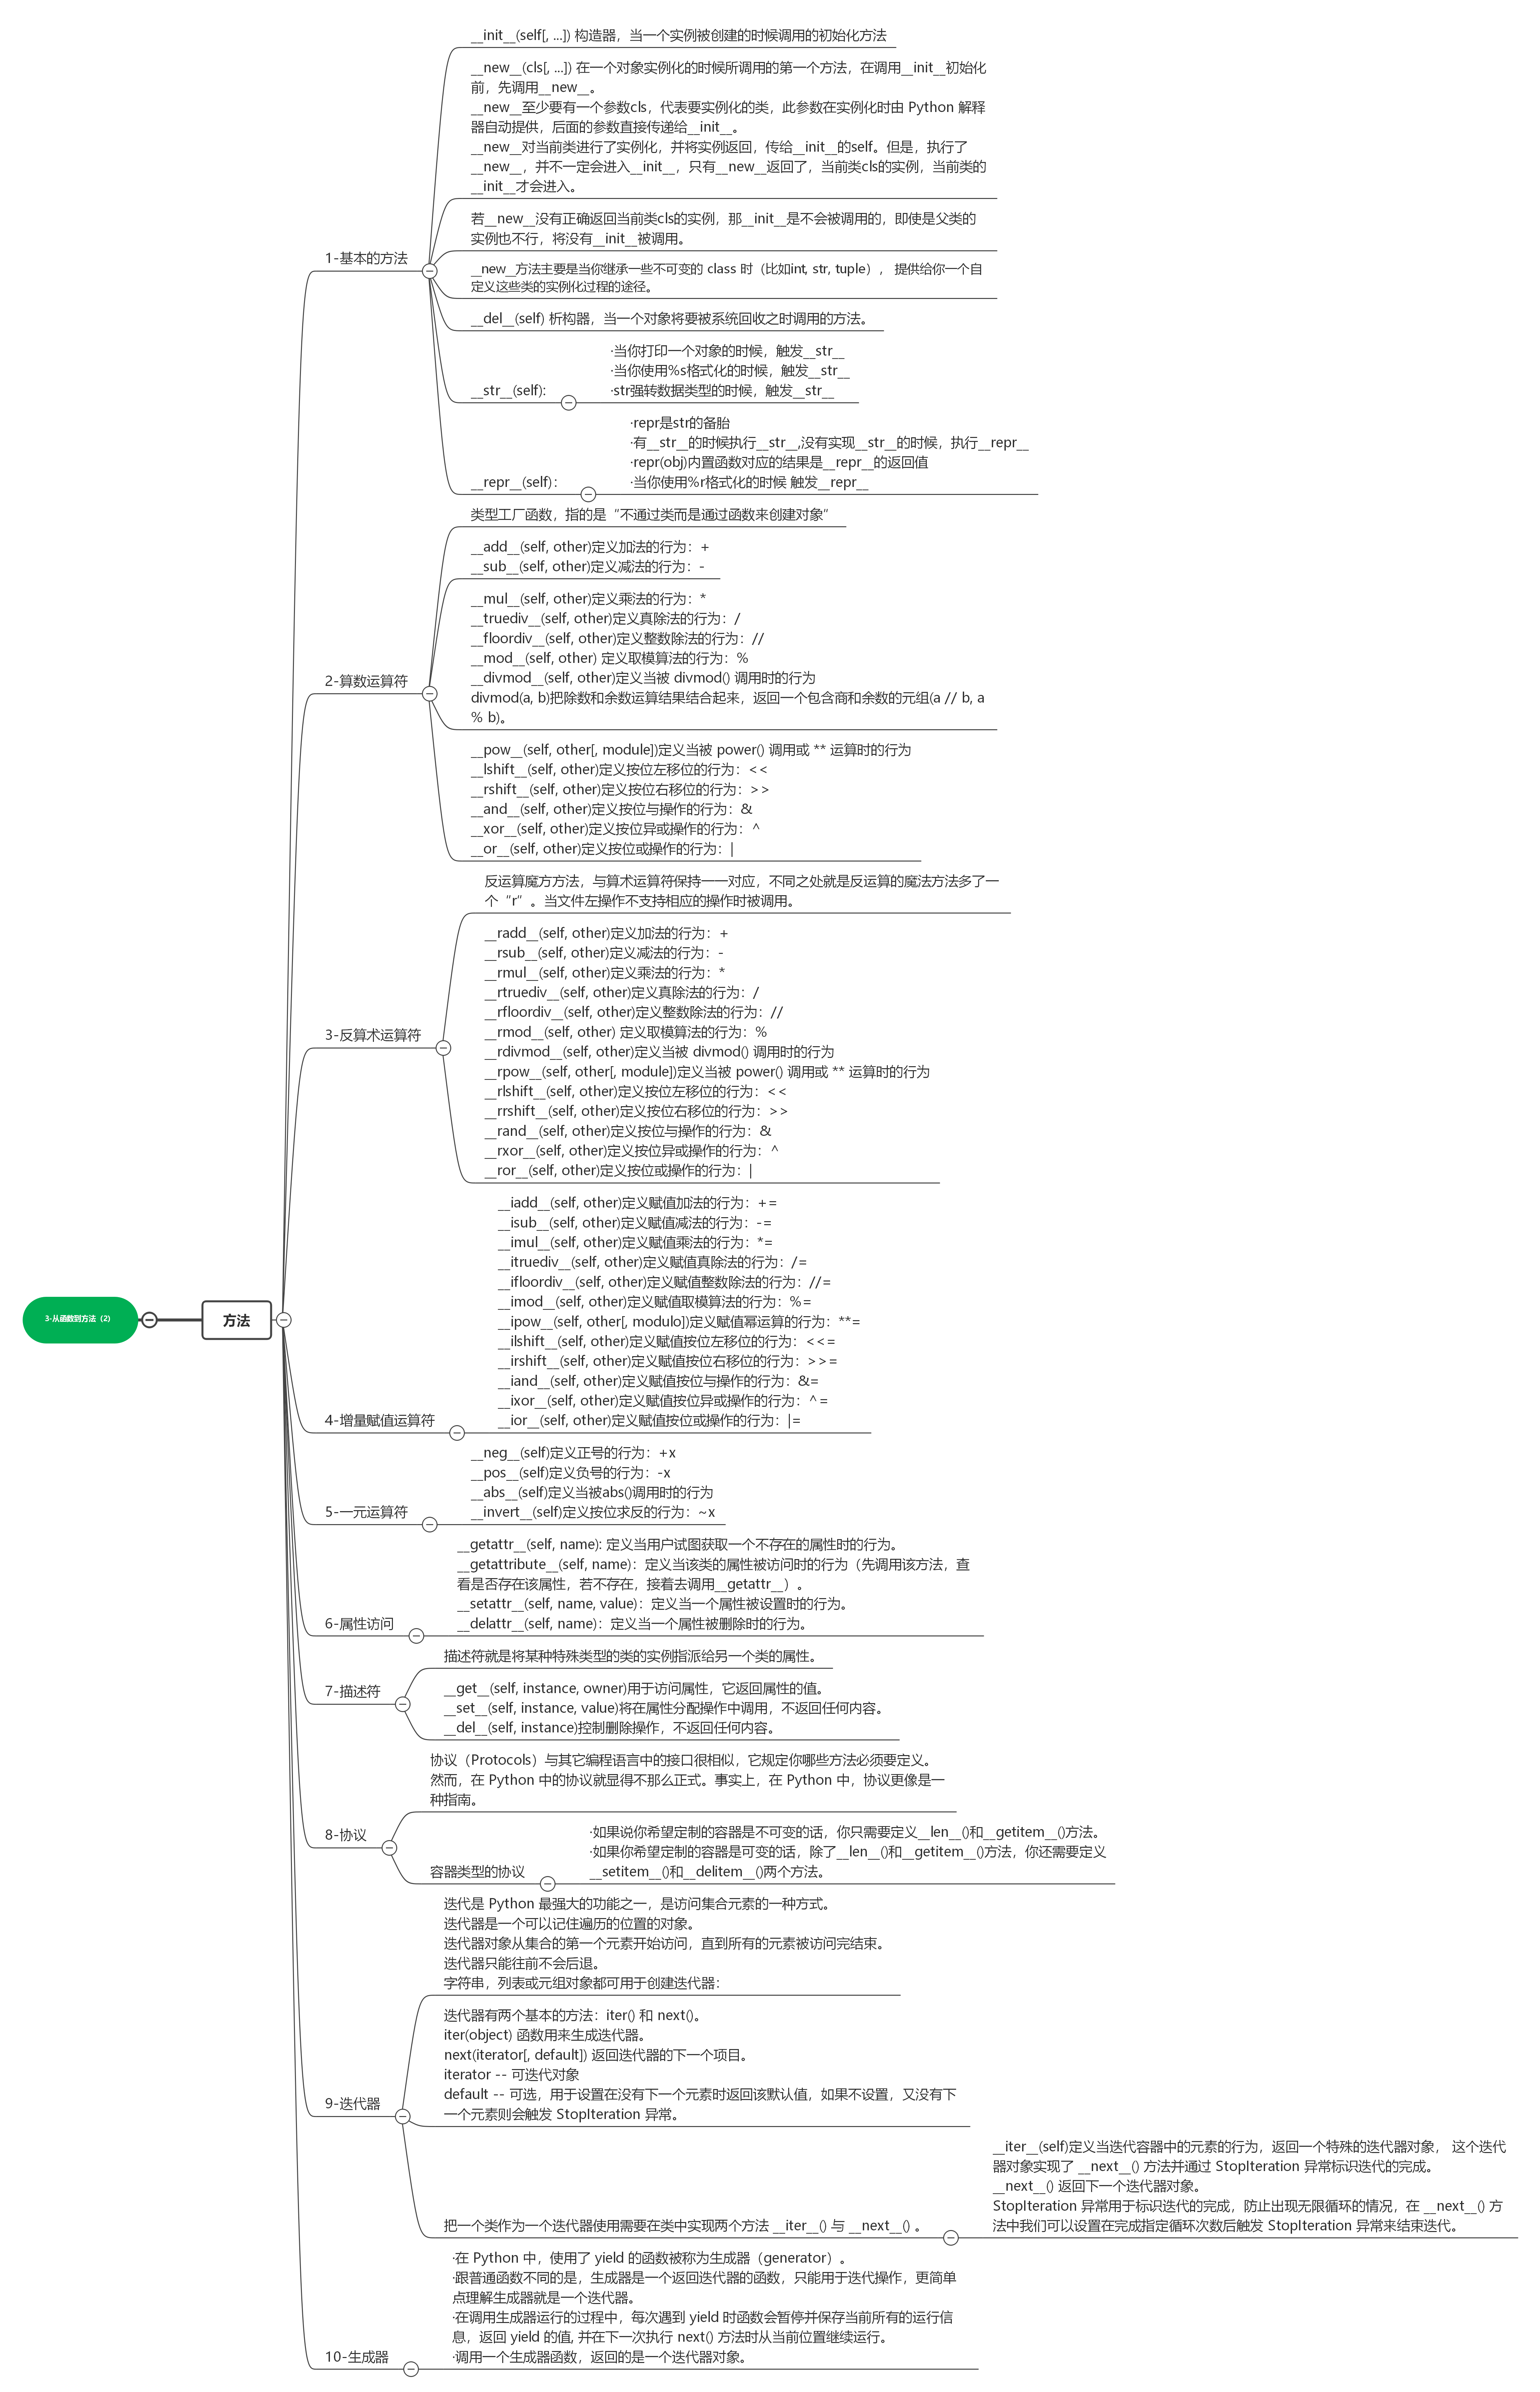 3-从函数到方法（2）
方法
1-基本的方法
__init__(self[, ...]) 构造器，当一个实例被创建的时候调用的初始化方法
__new__(cls[, ...]) 在一个对象实例化的时候所调用的第一个方法，在调用__init__初始化
前，先调用__new__。
__new__至少要有一个参数cls，代表要实例化的类，此参数在实例化时由 Python 解释
器自动提供，后面的参数直接传递给__init__。
__new__对当前类进行了实例化，并将实例返回，传给__init__的self。但是，执行了
__new__，并不一定会进入__init__，只有__new__返回了，当前类cls的实例，当前类的
__init__才会进入。
若__new__没有正确返回当前类cls的实例，那__init__是不会被调用的，即使是父类的
实例也不行，将没有__init__被调用。
__new__方法主要是当你继承一些不可变的 class 时（比如int, str, tuple）， 提供给你一个自
定义这些类的实例化过程的途径。
__del__(self) 析构器，当一个对象将要被系统回收之时调用的方法。
__str__(self):
·当你打印一个对象的时候，触发__str__
·当你使用%s格式化的时候，触发__str__
·str强转数据类型的时候，触发__str__
__repr__(self)：
·repr是str的备胎
·有__str__的时候执行__str__,没有实现__str__的时候，执行__repr__
·repr(obj)内置函数对应的结果是__repr__的返回值
·当你使用%r格式化的时候 触发__repr__
2-算数运算符
类型工厂函数，指的是“不通过类而是通过函数来创建对象”
__add__(self, other)定义加法的行为：+
__sub__(self, other)定义减法的行为：-
__mul__(self, other)定义乘法的行为：*
__truediv__(self, other)定义真除法的行为：/
__floordiv__(self, other)定义整数除法的行为：//
__mod__(self, other) 定义取模算法的行为：%
__divmod__(self, other)定义当被 divmod() 调用时的行为
divmod(a, b)把除数和余数运算结果结合起来，返回一个包含商和余数的元组(a // b, a
% b)。
__pow__(self, other[, module])定义当被 power() 调用或 ** 运算时的行为
__lshift__(self, other)定义按位左移位的行为：<<
__rshift__(self, other)定义按位右移位的行为：>>
__and__(self, other)定义按位与操作的行为：&
__xor__(self, other)定义按位异或操作的行为：^
__or__(self, other)定义按位或操作的行为：|
3-反算术运算符
反运算魔方方法，与算术运算符保持一一对应，不同之处就是反运算的魔法方法多了一
个“r”。当文件左操作不支持相应的操作时被调用。
__radd__(self, other)定义加法的行为：+
__rsub__(self, other)定义减法的行为：-
__rmul__(self, other)定义乘法的行为：*
__rtruediv__(self, other)定义真除法的行为：/
__rfloordiv__(self, other)定义整数除法的行为：//
__rmod__(self, other) 定义取模算法的行为：%
__rdivmod__(self, other)定义当被 divmod() 调用时的行为
__rpow__(self, other[, module])定义当被 power() 调用或 ** 运算时的行为
__rlshift__(self, other)定义按位左移位的行为：<<
__rrshift__(self, other)定义按位右移位的行为：>>
__rand__(self, other)定义按位与操作的行为：&
__rxor__(self, other)定义按位异或操作的行为：^
__ror__(self, other)定义按位或操作的行为：|
4-增量赋值运算符
__iadd__(self, other)定义赋值加法的行为：+=
__isub__(self, other)定义赋值减法的行为：-=
__imul__(self, other)定义赋值乘法的行为：*=
__itruediv__(self, other)定义赋值真除法的行为：/=
__ifloordiv__(self, other)定义赋值整数除法的行为：//=
__imod__(self, other)定义赋值取模算法的行为：%=
__ipow__(self, other[, modulo])定义赋值幂运算的行为：**=
__ilshift__(self, other)定义赋值按位左移位的行为：<<=
__irshift__(self, other)定义赋值按位右移位的行为：>>=
__iand__(self, other)定义赋值按位与操作的行为：&=
__ixor__(self, other)定义赋值按位异或操作的行为：^=
__ior__(self, other)定义赋值按位或操作的行为：|=
5-一元运算符
__neg__(self)定义正号的行为：+x
__pos__(self)定义负号的行为：-x
__abs__(self)定义当被abs()调用时的行为
__invert__(self)定义按位求反的行为：~x
6-属性访问
__getattr__(self, name): 定义当用户试图获取一个不存在的属性时的行为。
__getattribute__(self, name)：定义当该类的属性被访问时的行为（先调用该方法，查
看是否存在该属性，若不存在，接着去调用__getattr__）。
__setattr__(self, name, value)：定义当一个属性被设置时的行为。
__delattr__(self, name)：定义当一个属性被删除时的行为。
7-描述符
描述符就是将某种特殊类型的类的实例指派给另一个类的属性。
__get__(self, instance, owner)用于访问属性，它返回属性的值。
__set__(self, instance, value)将在属性分配操作中调用，不返回任何内容。
__del__(self, instance)控制删除操作，不返回任何内容。
8-协议
协议（Protocols）与其它编程语言中的接口很相似，它规定你哪些方法必须要定义。
然而，在 Python 中的协议就显得不那么正式。事实上，在 Python 中，协议更像是一
种指南。
容器类型的协议
·如果说你希望定制的容器是不可变的话，你只需要定义__len__()和__getitem__()方法。
·如果你希望定制的容器是可变的话，除了__len__()和__getitem__()方法，你还需要定义
__setitem__()和__delitem__()两个方法。
9-迭代器
迭代是 Python 最强大的功能之一，是访问集合元素的一种方式。
迭代器是一个可以记住遍历的位置的对象。
迭代器对象从集合的第一个元素开始访问，直到所有的元素被访问完结束。
迭代器只能往前不会后退。
字符串，列表或元组对象都可用于创建迭代器：
迭代器有两个基本的方法：iter() 和 next()。
iter(object) 函数用来生成迭代器。
next(iterator[, default]) 返回迭代器的下一个项目。
iterator -- 可迭代对象
default -- 可选，用于设置在没有下一个元素时返回该默认值，如果不设置，又没有下
一个元素则会触发 StopIteration 异常。
把一个类作为一个迭代器使用需要在类中实现两个方法 __iter__() 与 __next__() 。
__iter__(self)定义当迭代容器中的元素的行为，返回一个特殊的迭代器对象， 这个迭代
器对象实现了 __next__() 方法并通过 StopIteration 异常标识迭代的完成。
__next__() 返回下一个迭代器对象。
StopIteration 异常用于标识迭代的完成，防止出现无限循环的情况，在 __next__() 方
法中我们可以设置在完成指定循环次数后触发 StopIteration 异常来结束迭代。
10-生成器
·在 Python 中，使用了 yield 的函数被称为生成器（generator）。
·跟普通函数不同的是，生成器是一个返回迭代器的函数，只能用于迭代操作，更简单
点理解生成器就是一个迭代器。
·在调用生成器运行的过程中，每次遇到 yield 时函数会暂停并保存当前所有的运行信
息，返回 yield 的值, 并在下一次执行 next() 方法时从当前位置继续运行。
·调用一个生成器函数，返回的是一个迭代器对象。